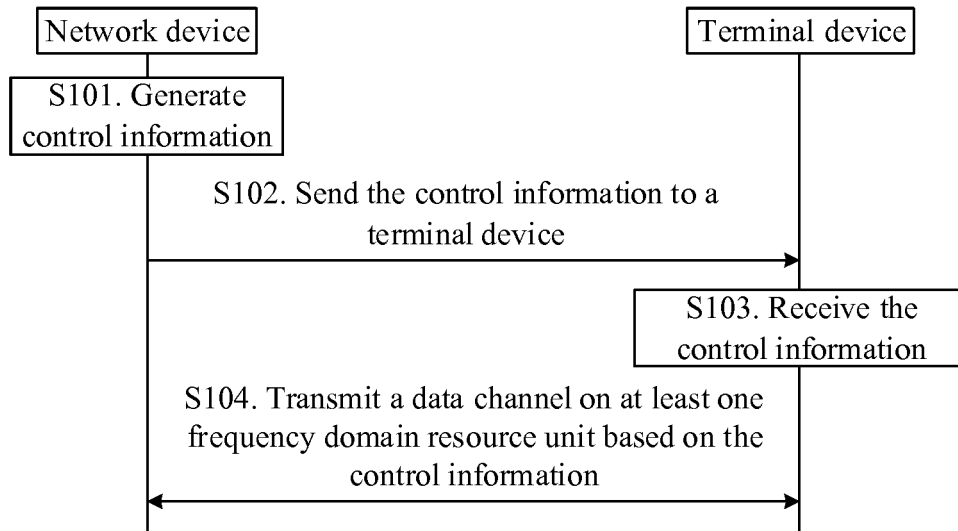 Network device
Terminal device
S101. Generate
control information
S102. Send the control information to a
terminal device
S103. Receive the
control information
S104. Transmit a data channel on at least one
frequency domain resource unit based on the
control information